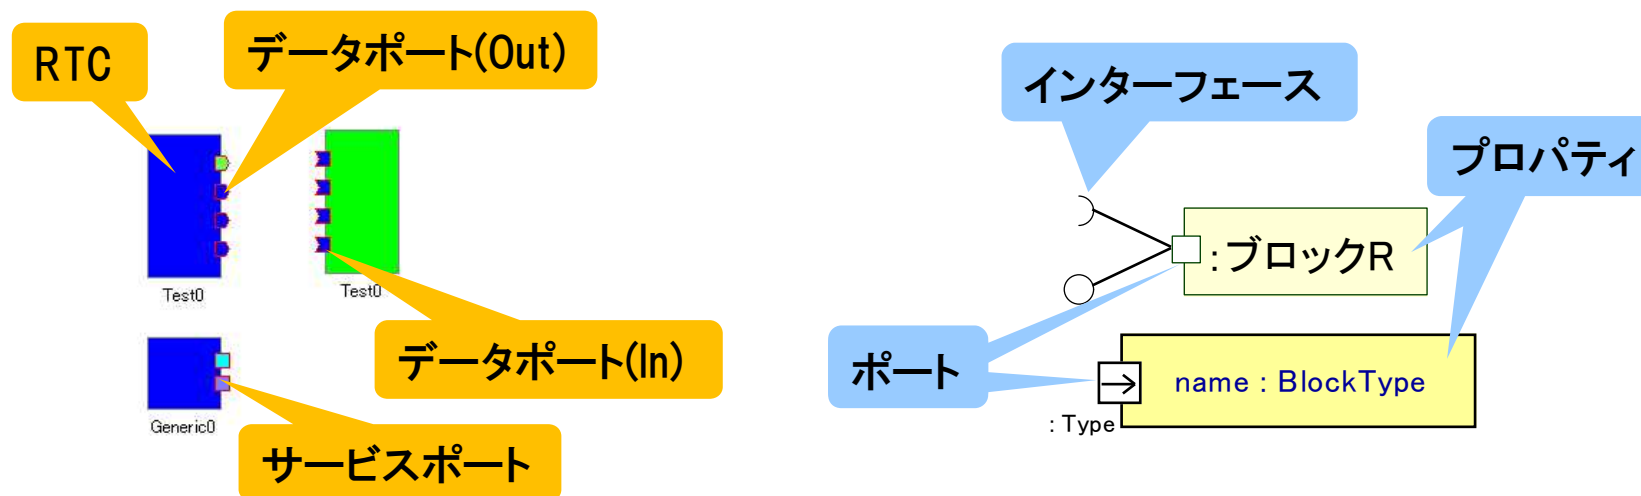 RTC
データポート(Out)
Test0
Test0
データポート(In)
Generic0
サービスポート
インターフェース
プロパティ
:ブロックR
ポート
name : BlockType
: Type